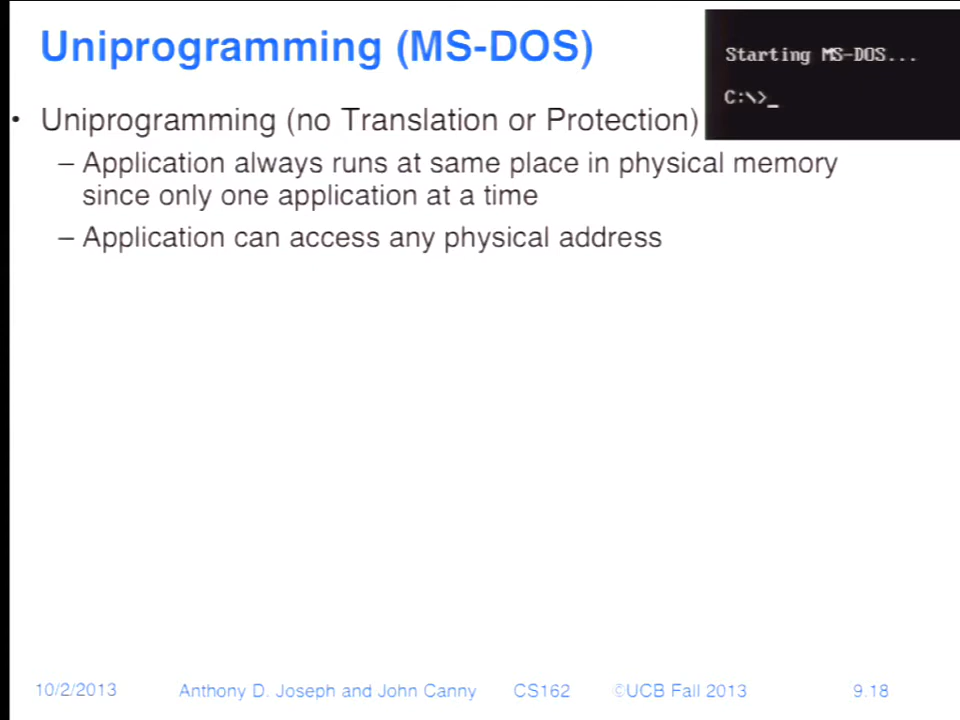 Uniprogramming (MS-DOS)
Starting MS-DOS...
C:\>_
• Uniprogramming (no Translation or Protection)
– Application always runs at same place in physical memory
since only one application at a time
– Application can access any physical address
10/2/2013 Anthony D. Joseph and John Canny CS162 ©UCB Fall 2013 9.18